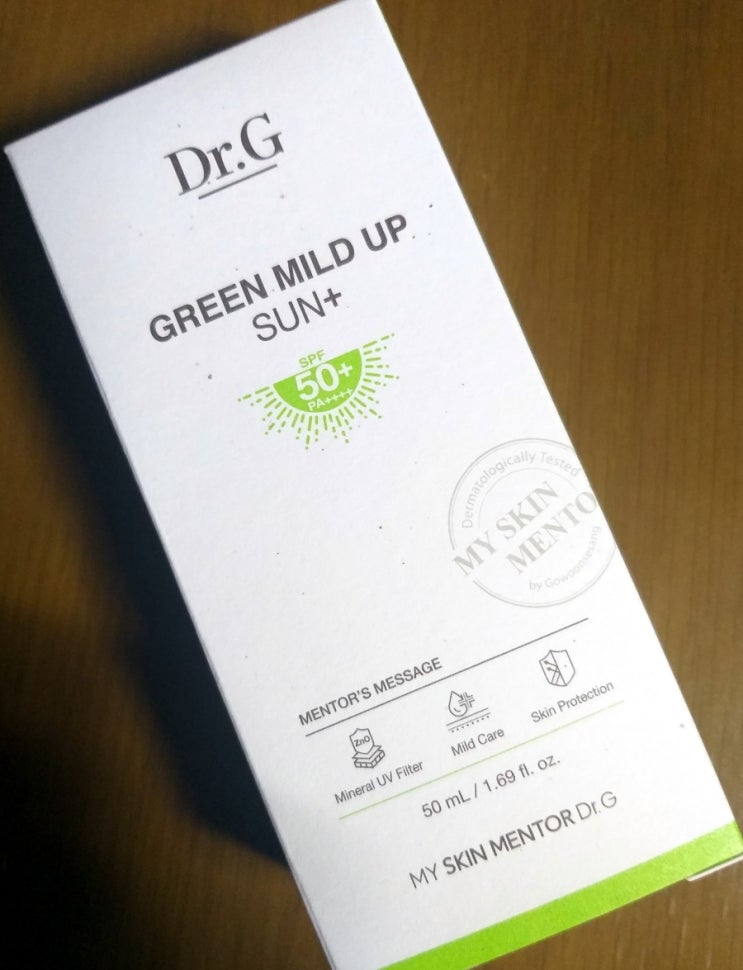 Dr.G
GREEN MILD UP
SUN+
SPF
50+
PA++++
Dermatologically Tested
MY SKIN
MENTO
by Gowoonsesang
MENTOR'S MESSAGE
ZnO
Mineral UV Filter
Mild Care
Skin Protection
50 mL / 1.69 fl. oz.
MY SKIN MENTOR Dr.G